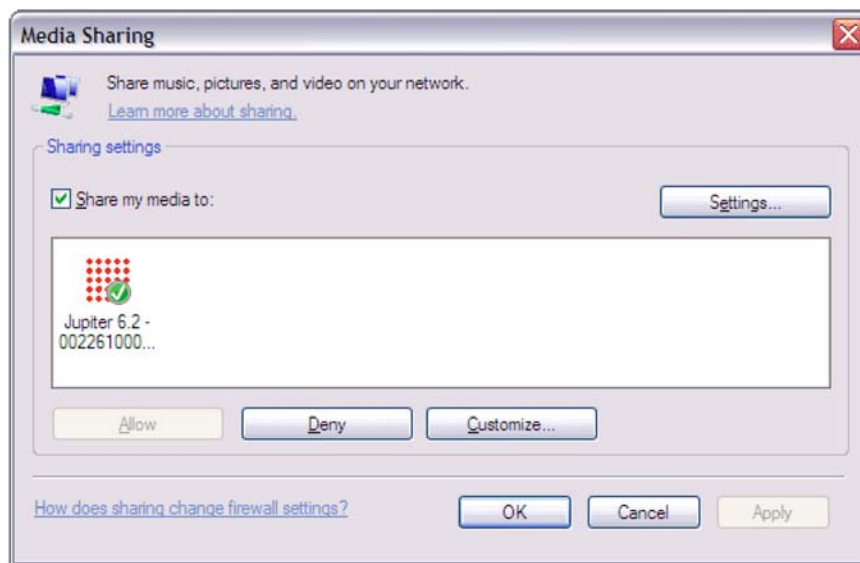 Media Sharing
Share music, pictures, and video on your network.
Learn more about sharing.
Sharing settings
Share my media to:
Settings...
Jupiter 6.2 -
002261000...
Allow
Deny
Customize...
How does sharing change firewall settings?
OK
Cancel
Apply